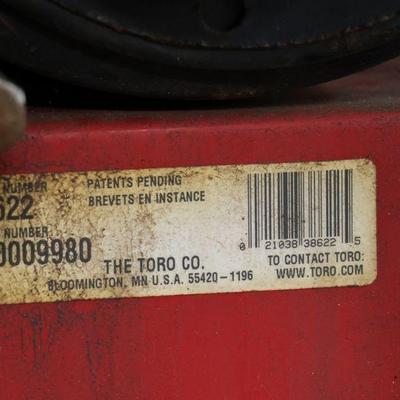 NUMBER
622
NUMBER
0009980
PATENTS PENDING
BREVETS EN INSTANCE
THE TORO CO.
BLOOMINGTON, MN U.S.A. 55420-1196
0 21038 38622 5
TO CONTACT TORO:
WWW.TORO.COM